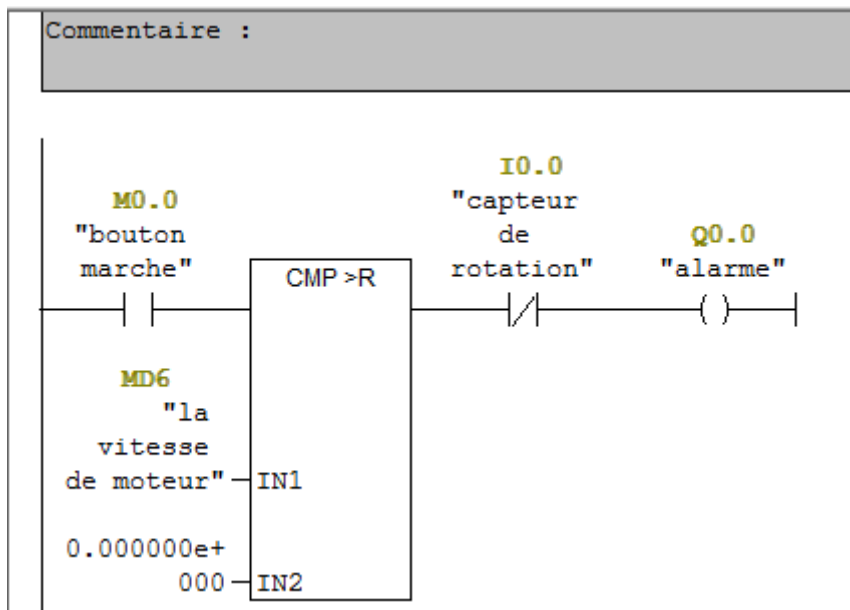 Commentaire :
I0.0
M0.0
"capteur
"bouton
de
Q0.0
marche"
rotation"
"alarme"
CMP >R
MD6
"la
vitesse
de moteur"
IN1
0.000000e+
000
IN2